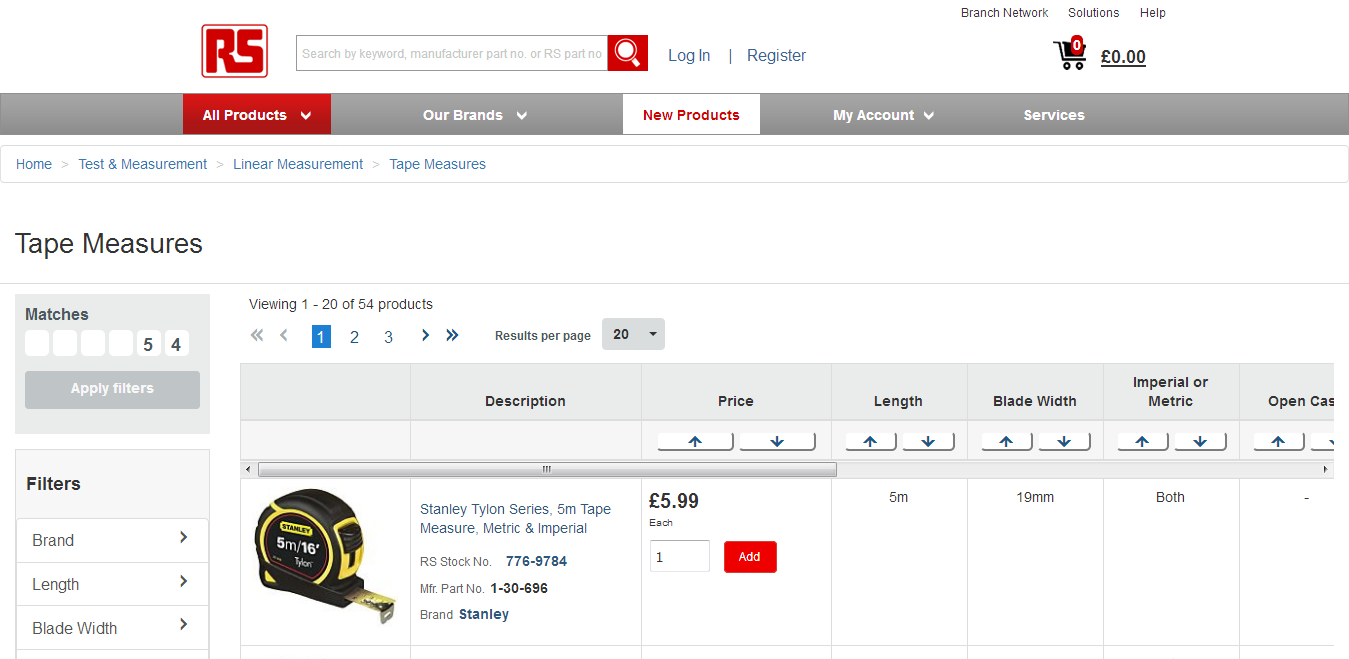 Branch Network Solutions Help
RS
Search by keyword, manufacturer part no. or RS part no
Log In | Register
0
£0.00
All Products Our Brands New Products My Account Services
Home > Test & Measurement > Linear Measurement > Tape Measures
Tape Measures
Matches
5 4
Apply filters
Filters
Brand
Length
Blade Width
Viewing 1 - 20 of 54 products
« ‹ 1 2 3 › » Results per page 20
Description Price Length Blade Width Imperial or Metric Open Cas
STANLEY
5m/16'
Tylon
Stanley Tylon Series, 5m Tape
Measure, Metric & Imperial
RS Stock No. 776-9784
Mfr. Part No. 1-30-696
Brand Stanley
£5.99
Each
1 Add
5m 19mm Both -